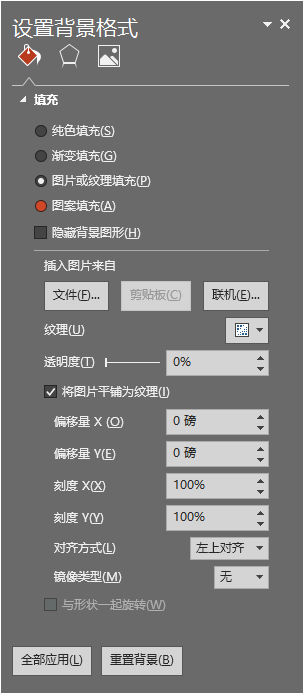 设置背景格式
填充
纯色填充(S)
渐变填充(G)
图片或纹理填充(P)
图案填充(A)
隐藏背景图形(H)
插入图片来自
文件(F)... 剪贴板(C) 联机(E)...
纹理(U)
透明度(T) 0%
将图片平铺为纹理(I)
偏移量 X (O) 0 磅
偏移量 Y(E) 0 磅
刻度 X(X) 100%
刻度 Y(Y) 100%
对齐方式(L) 左上对齐
镜像类型(M) 无
与形状一起旋转(W)
全部应用(L) 重置背景(B)